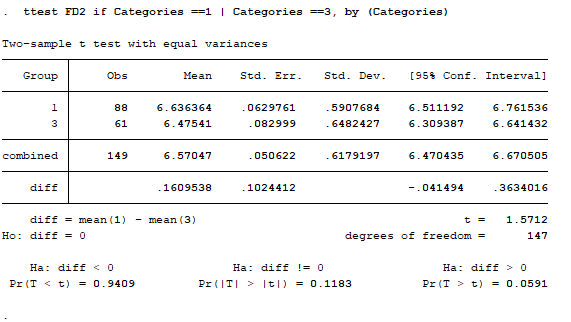 . ttest FD2 if Categories ==1 | Categories ==3, by (Categories)
Two-sample t test with equal variances
Group Obs Mean Std. Err. Std. Dev. [95% Conf. Interval]
1 88 6.636364 .0629761 .5907684 6.511192 6.761536
3 61 6.47541 .082999 .6482427 6.309387 6.641432
combined 149 6.57047 .050622 .6179197 6.470435 6.670505
diff .1609538 .1024412 -.041494 .3634016
diff = mean(1) - mean(3) t = 1.5712
Ho: diff = 0 degrees of freedom = 147
Ha: diff < 0 Ha: diff != 0 Ha: diff > 0
Pr(T < t) = 0.9409 Pr(|T| > |t|) = 0.1183 Pr(T > t) = 0.0591
.